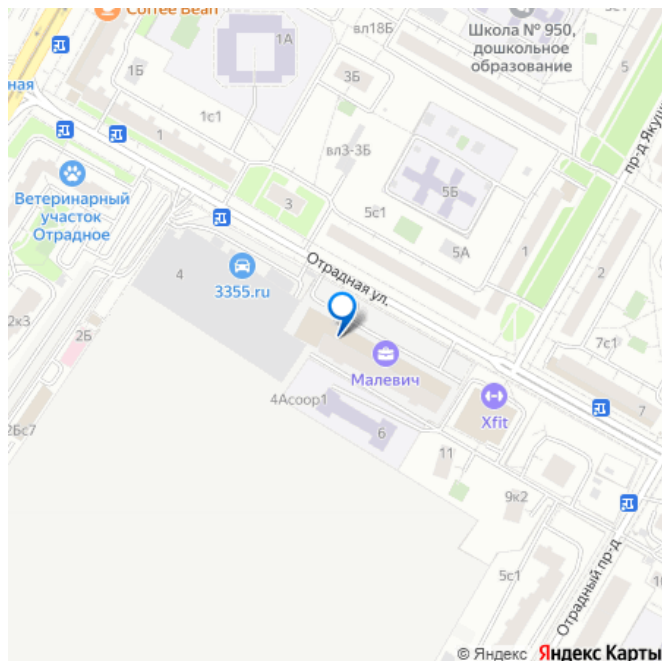 Coffee Bean
1А
вл18Б
Школа № 950,
дошкольное
образование
5
1Б
3Б
ная
1с1
1
вл3-3Б
пр-д Якуш
Ветеринарный
участок
Отрадное
3
5Б
5с1
5А
1
2
4
3355.ru
Отрадная ул.
2к3
2Б
7с1
Малевич
4Асоор1
Xfit
7
6
2Бс7
11
9к2
5с1
Отрадный пр-д
© Яндекс Яндекс Карты